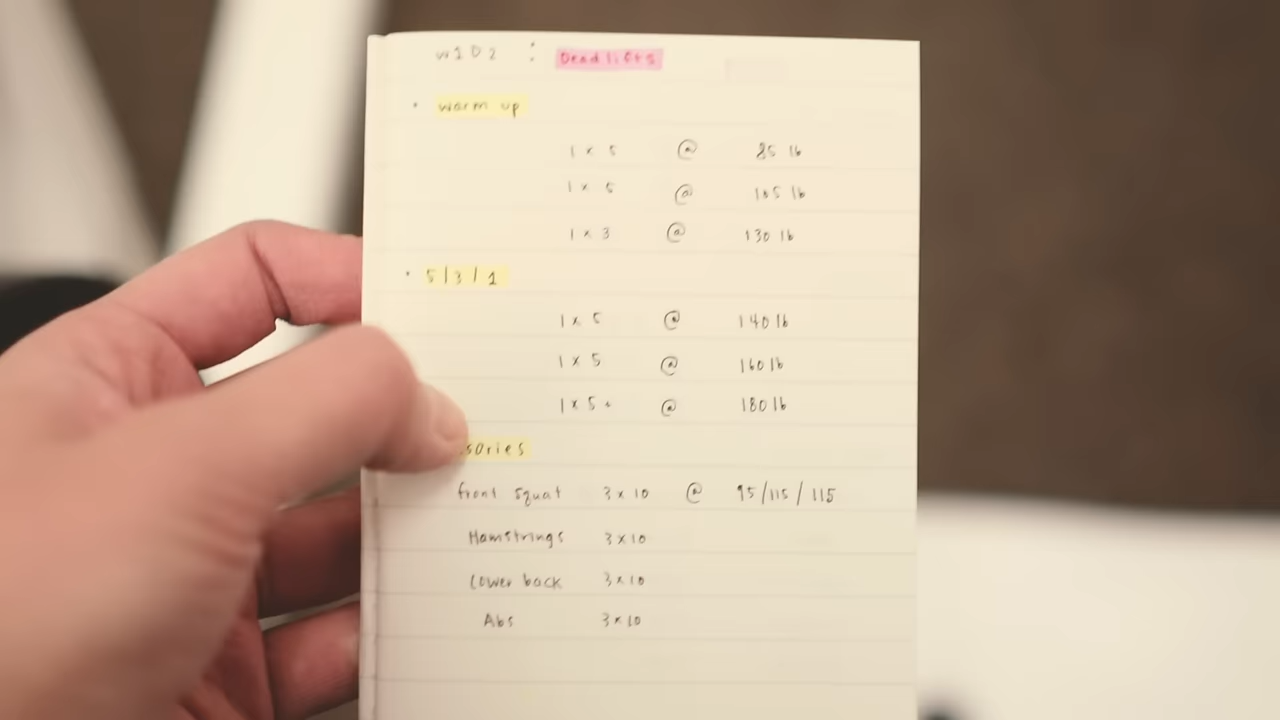 W1D2 : Deadlifts
• warm up
1 x 5 @ 85 lb
1 x 5 @ 105 lb
1 x 3 @ 130 lb
• 5/3/1
1 x 5 @ 140 lb
1 x 5 @ 160 lb
1 x 5+ @ 180 lb
sories
front squat 3 x 10 @ 95/115/115
Hamstrings 3 x 10
Lower back 3 x 10
Abs 3 x 10